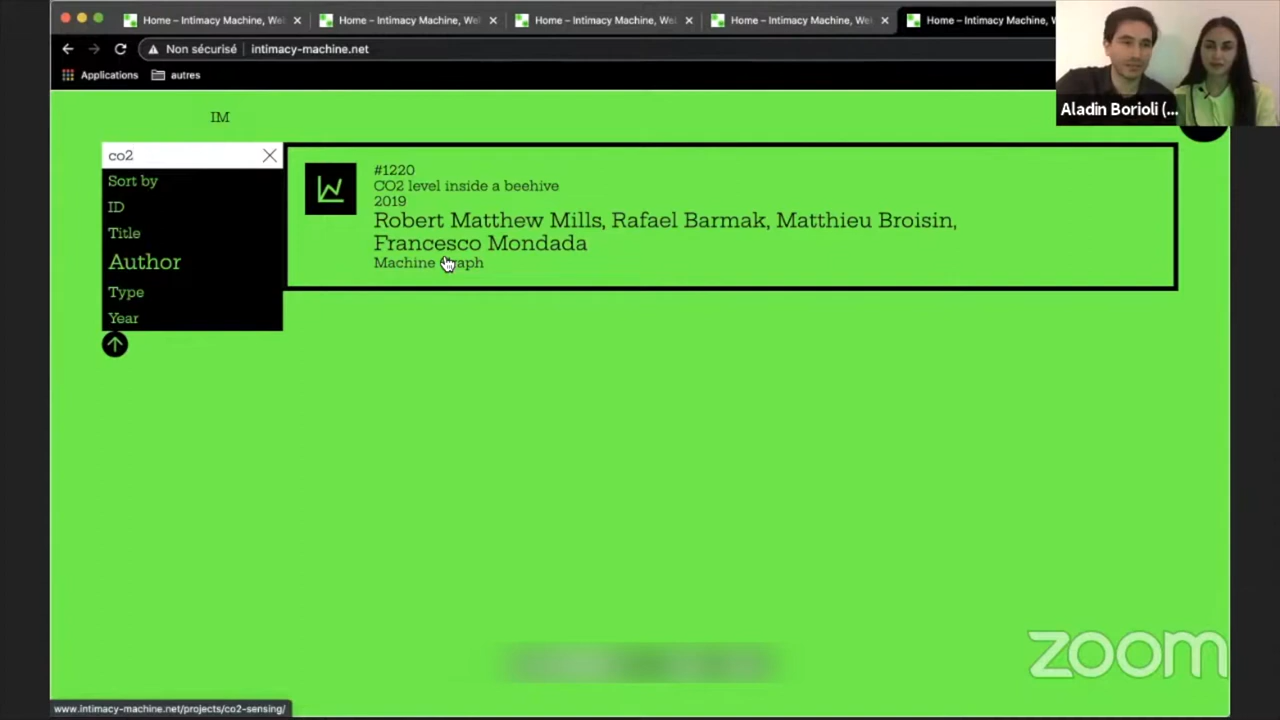 Home – Intimacy Machine, We
Home – Intimacy Machine, We
Home – Intimacy Machine, We
Home – Intimacy Machine, We
Home – Intimacy Machine, W
Non sécurisé
intimacy-machine.net
Applications
autres
Aladin Borioli (...
IM
co2
Sort by
ID
Title
Author
Type
Year
#1220
CO2 level inside a beehive
2019
Robert Matthew Mills, Rafael Barmak, Matthieu Broisin,
Francesco Mondada
Machine Graph
zoom
www.intimacy-machine.net/projects/co2-sensing/